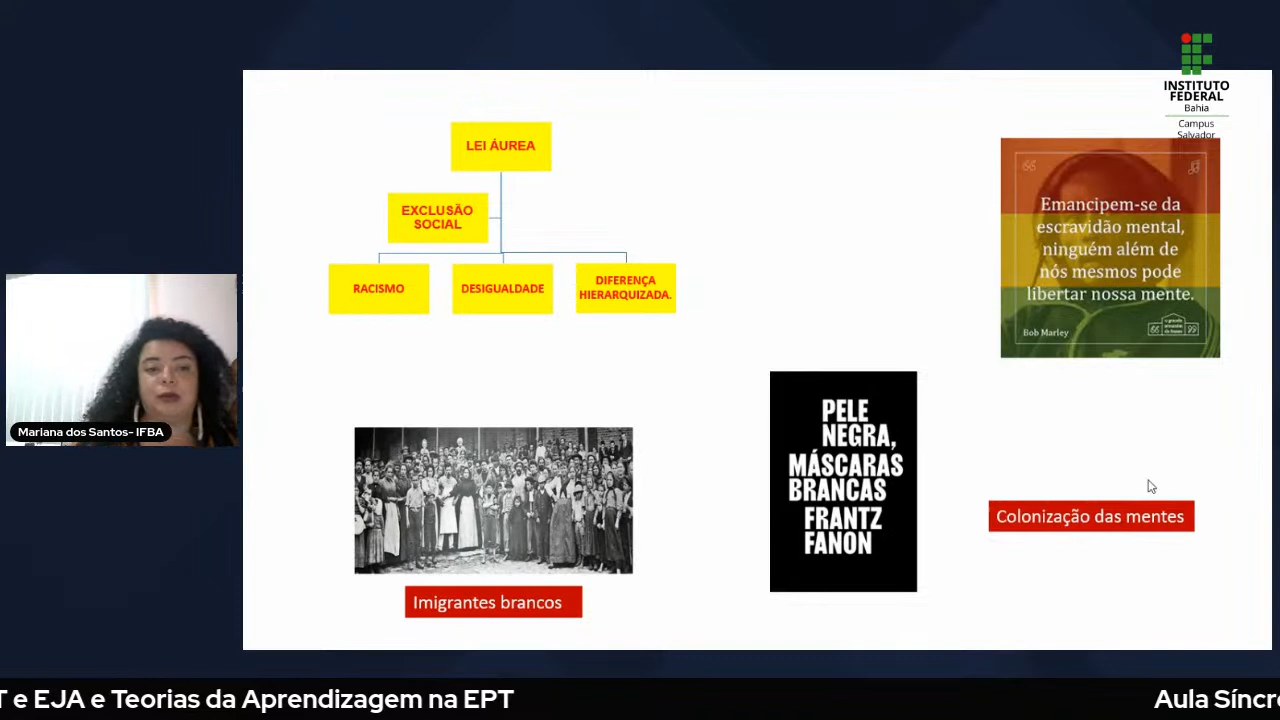 INSTITUTO
FEDERAL
Bahia
Campus
Salvador
LEI ÁUREA
EXCLUSÃO
SOCIAL
RACISMO
DESIGUALDADE
DIFERENÇA
HIERARQUIZADA.
Emancipem-se da
escravidão mental,
ninguém além de
nós mesmos pode
libertar nossa mente.
Bob Marley
PELE
NEGRA,
MÁSCARAS
BRANCAS
FRANTZ
FANON
Colonização das mentes
Imigrantes brancos
Mariana dos Santos- IFBA
T e EJA e Teorias da Aprendizagem na EPT
Aula Síncr